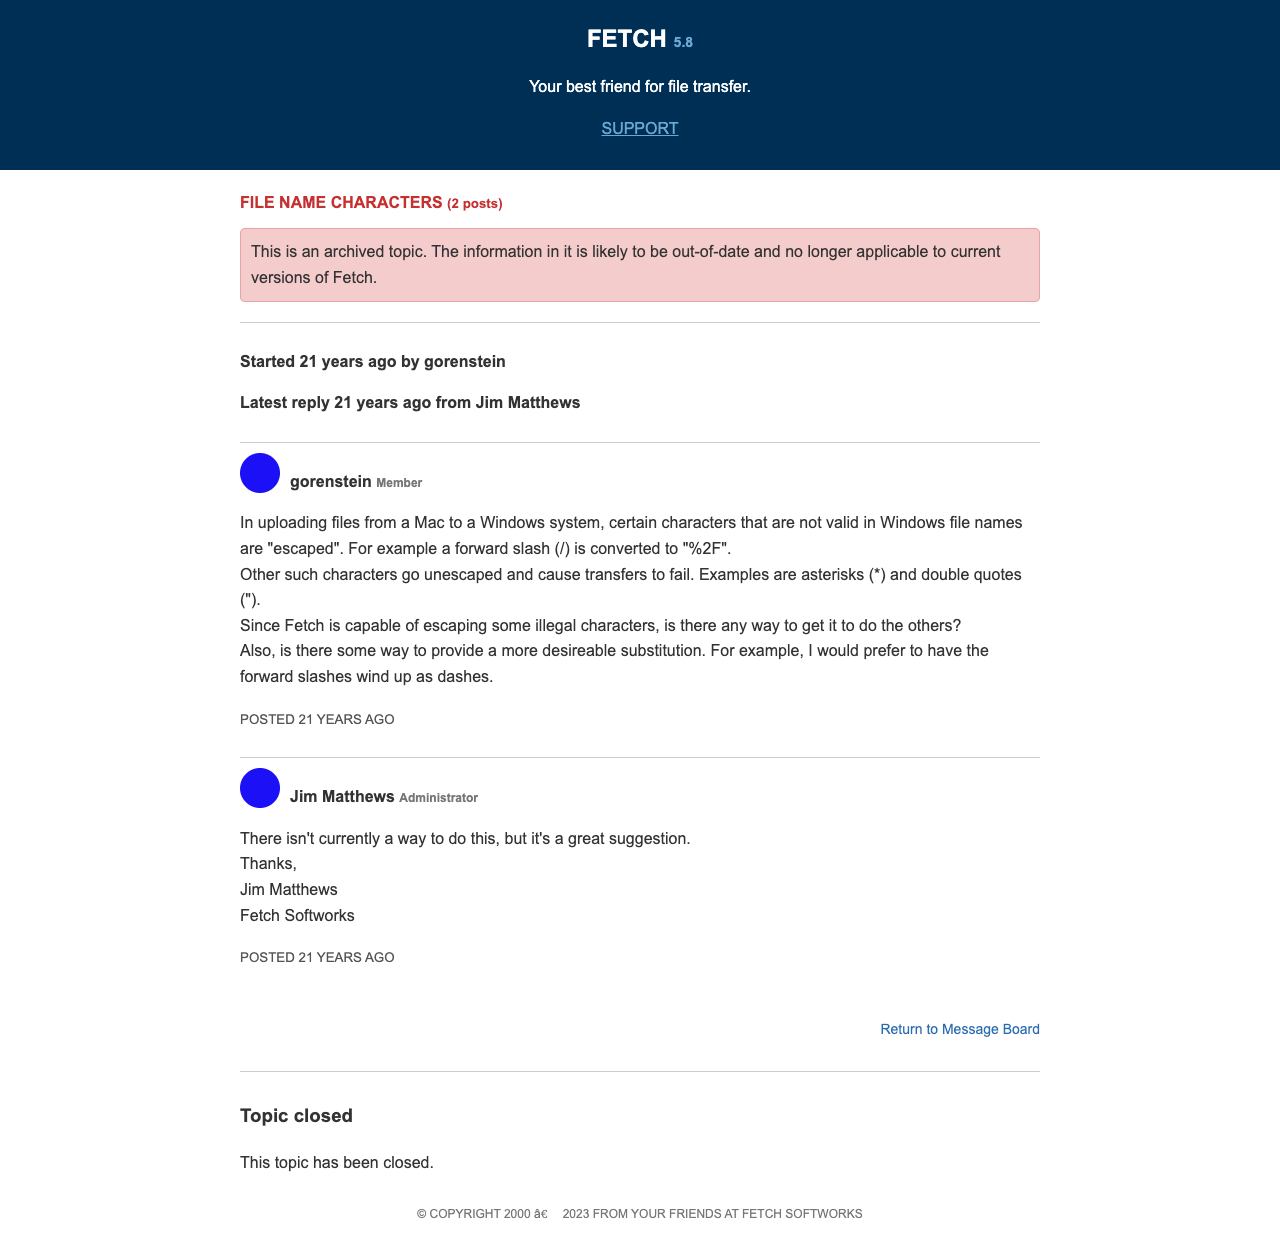 FETCH 5.8
Your best friend for file transfer.
SUPPORT
FILE NAME CHARACTERS (2 posts)
This is an archived topic. The information in it is likely to be out-of-date and no longer applicable to current
versions of Fetch.
Started 21 years ago by gorenstein
Latest reply 21 years ago from Jim Matthews
gorenstein Member
In uploading files from a Mac to a Windows system, certain characters that are not valid in Windows file names
are "escaped". For example a forward slash (/) is converted to "%2F".
Other such characters go unescaped and cause transfers to fail. Examples are asterisks (*) and double quotes
(").
Since Fetch is capable of escaping some illegal characters, is there any way to get it to do the others?
Also, is there some way to provide a more desireable substitution. For example, I would prefer to have the
forward slashes wind up as dashes.
POSTED 21 YEARS AGO
Jim Matthews Administrator
There isn't currently a way to do this, but it's a great suggestion.
Thanks,
Jim Matthews
Fetch Softworks
POSTED 21 YEARS AGO
Return to Message Board
Topic closed
This topic has been closed.
© COPYRIGHT 2000 â€ 2023 FROM YOUR FRIENDS AT FETCH SOFTWORKS